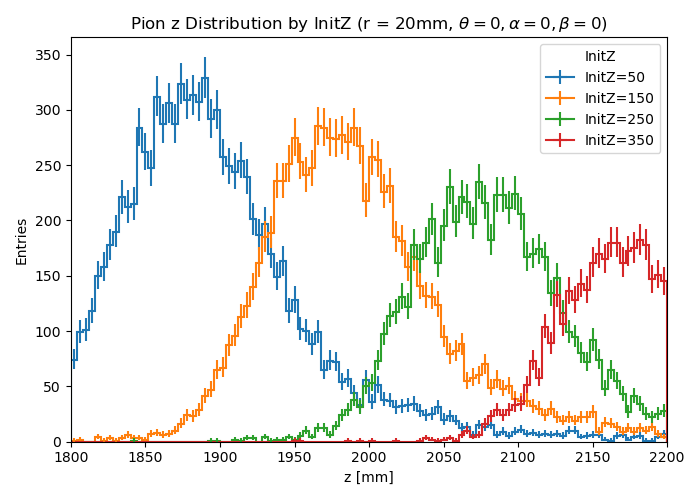 Pion z Distribution by InitZ (r = 20mm, θ = 0, α = 0, β = 0)
InitZ
InitZ=50
InitZ=150
InitZ=250
InitZ=350
Entries
350
300
250
200
150
100
50
0
1800 1850 1900 1950 2000 2050 2100 2150 2200
z [mm]